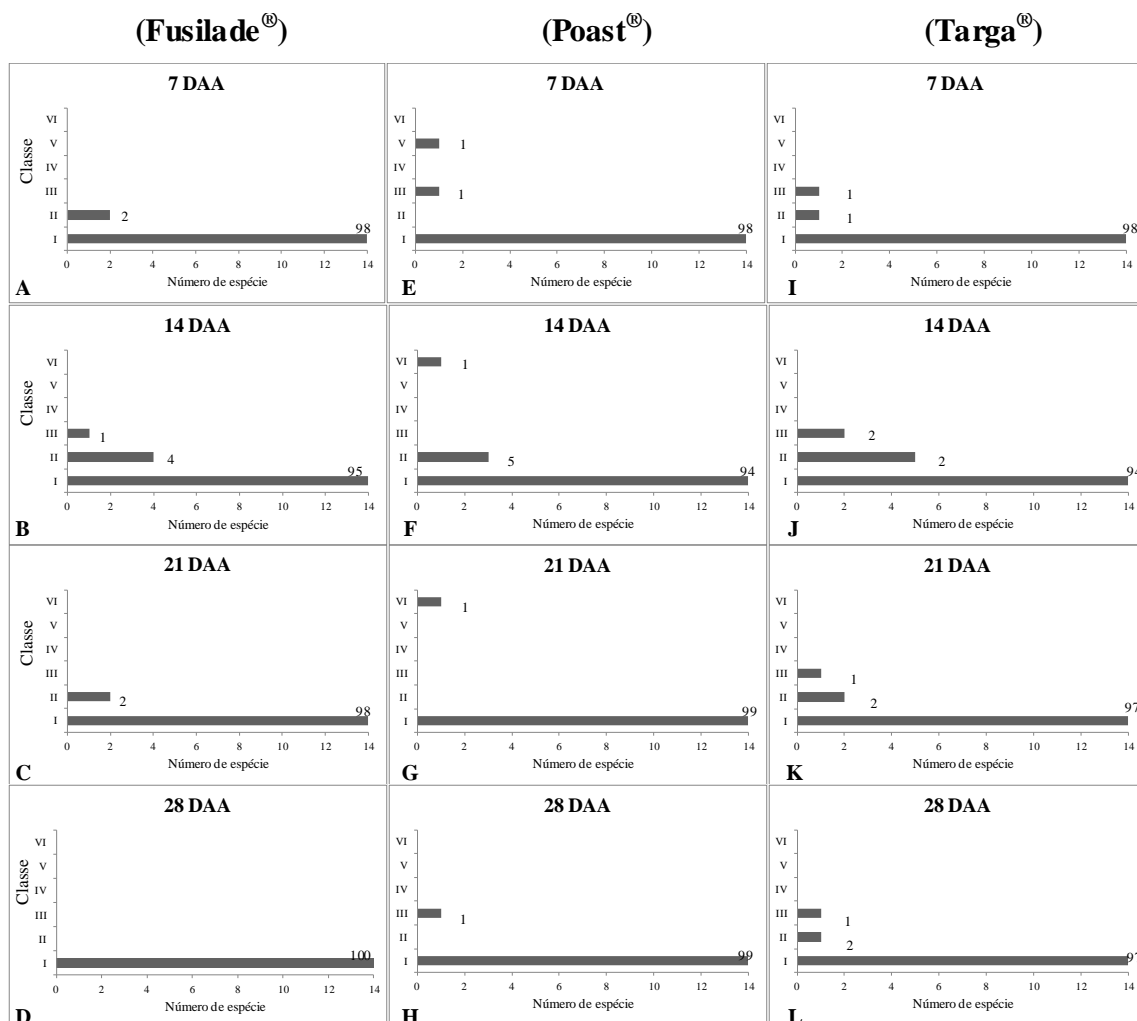 (Fusilade®) (Poast®) (Targa®)
7 DAA
Classe
VI
V
IV
III
II 2
I 98
0 2 4 6 8 10 12 14
Número de espécie
A
7 DAA
VI
V 1
IV
III 1
II
I 98
0 2 4 6 8 10 12 14
Número de espécie
E
7 DAA
VI
V
IV
III 1
II 1
I 98
0 2 4 6 8 10 12 14
Número de espécie
I
14 DAA
Classe
VI
V
IV
III 1
II 4
I 95
0 2 4 6 8 10 12 14
Número de espécie
B
14 DAA
VI 1
V
IV
III
II 5
I 94
0 2 4 6 8 10 12 14
Número de espécie
F
14 DAA
VI
V
IV
III 2
II 2
I 94
0 2 4 6 8 10 12 14
Número de espécie
J
21 DAA
Classe
VI
V
IV
III
II 2
I 98
0 2 4 6 8 10 12 14
Número de espécie
C
21 DAA
VI 1
V
IV
III
II
I 99
0 2 4 6 8 10 12 14
Número de espécie
G
21 DAA
VI
V
IV
III 1
II 2
I 97
0 2 4 6 8 10 12 14
Número de espécie
K
28 DAA
Classe
VI
V
IV
III
II
I 100
0 2 4 6 8 10 12 14
Número de espécie
D
28 DAA
VI
V
IV
III 1
II
I 99
0 2 4 6 8 10 12 14
Número de espécie
H
28 DAA
VI
V
IV
III 1
II 2
I 97
0 2 4 6 8 10 12 14
Número de espécie
L